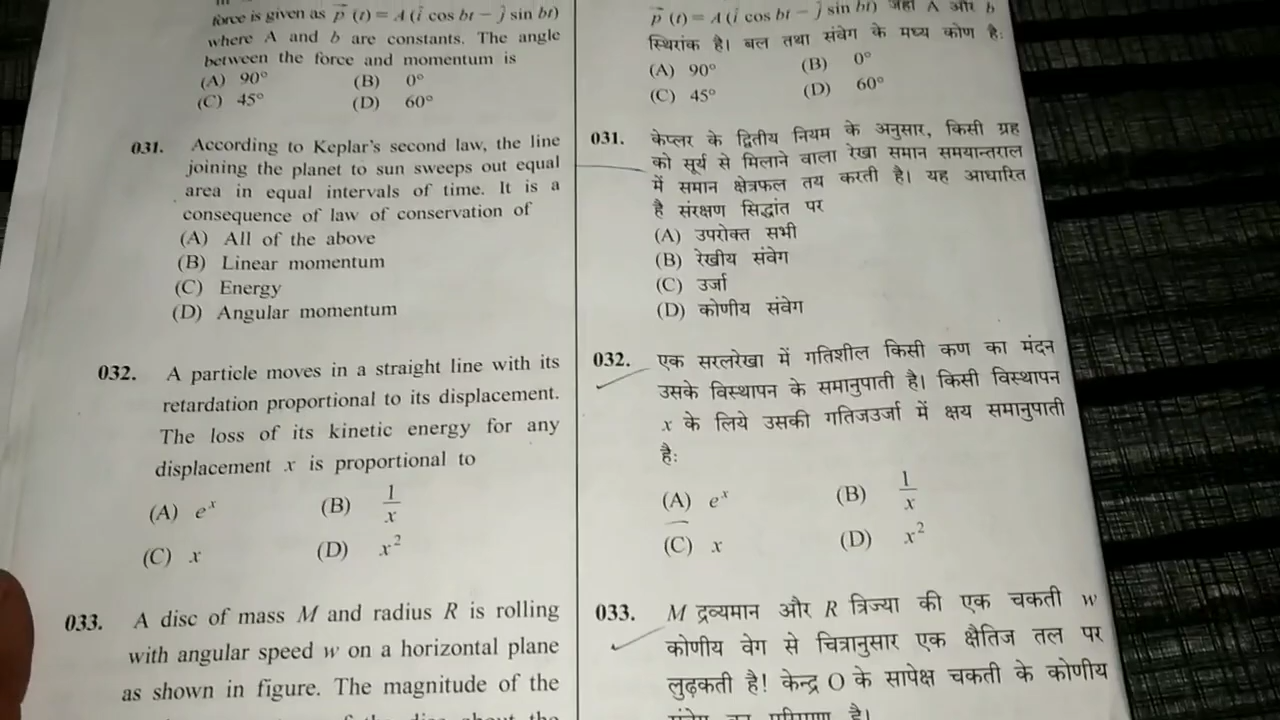 force is given as p⃗ (t) = A (î cos bt − ĵ sin bt)
where A and b are constants. The angle
between the force and momentum is
(A) 90° (B) 0°
(C) 45° (D) 60°
031. According to Keplar's second law, the line
joining the planet to sun sweeps out equal
area in equal intervals of time. It is a
consequence of law of conservation of
(A) All of the above
(B) Linear momentum
(C) Energy
(D) Angular momentum
032. A particle moves in a straight line with its
retardation proportional to its displacement.
The loss of its kinetic energy for any
displacement x is proportional to
(A) eˣ (B) 1/x
(C) x (D) x²
033. A disc of mass M and radius R is rolling
with angular speed w on a horizontal plane
as shown in figure. The magnitude of the
p⃗ (t) = A (î cos bt − ĵ sin bt) जहाँ A और b
स्थिरांक है। बल तथा संवेग के मध्य कोण है:
(A) 90° (B) 0°
(C) 45° (D) 60°
031. केप्लर के द्वितीय नियम के अनुसार, किसी ग्रह
को सूर्य से मिलाने वाला रेखा समान समयान्तराल
में समान क्षेत्रफल तय करती है। यह आधारित
है संरक्षण सिद्धांत पर
(A) उपरोक्त सभी
(B) रेखीय संवेग
(C) उर्जा
(D) कोणीय संवेग
032. एक सरलरेखा में गतिशील किसी कण का मंदन
उसके विस्थापन के समानुपाती है। किसी विस्थापन
x के लिये उसकी गतिजउर्जा में क्षय समानुपाती
है:
(A) eˣ (B) 1/x
(C) x (D) x²
033. M द्रव्यमान और R त्रिज्या की एक चकती w
कोणीय वेग से चित्रानुसार एक क्षैतिज तल पर
लुढ़कती है! केन्द्र O के सापेक्ष चकती के कोणीय